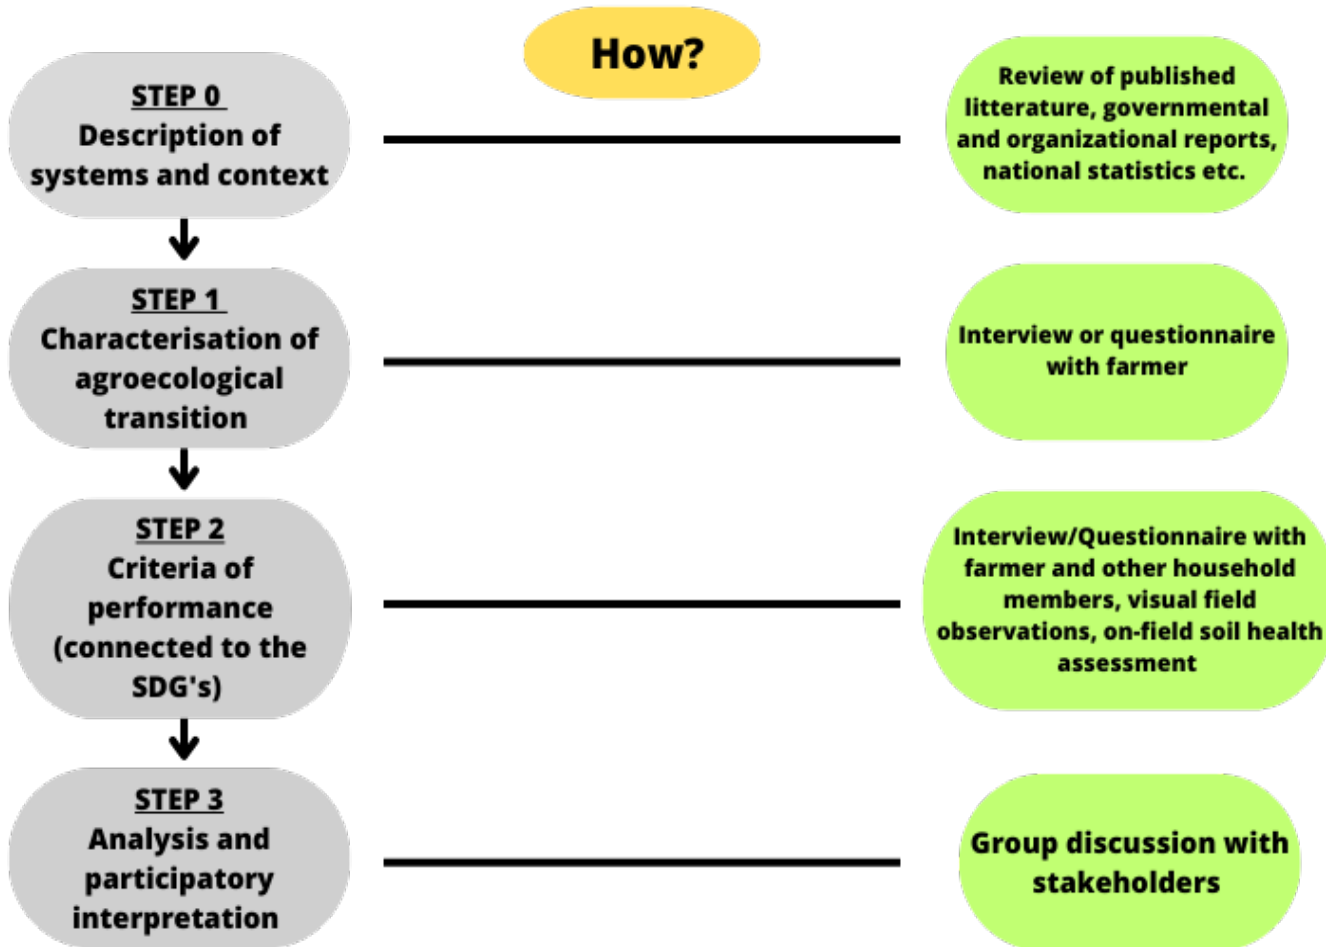 How?
STEP 0
Description of
systems and context
Review of published
litterature, governmental
and organizational reports,
national statistics etc.
STEP 1
Characterisation of
agroecological
transition
Interview or questionnaire
with farmer
STEP 2
Criteria of
performance
(connected to the
SDG's)
Interview/Questionnaire with
farmer and other household
members, visual field
observations, on-field soil health
assessment
STEP 3
Analysis and
participatory
interpretation
Group discussion with
stakeholders